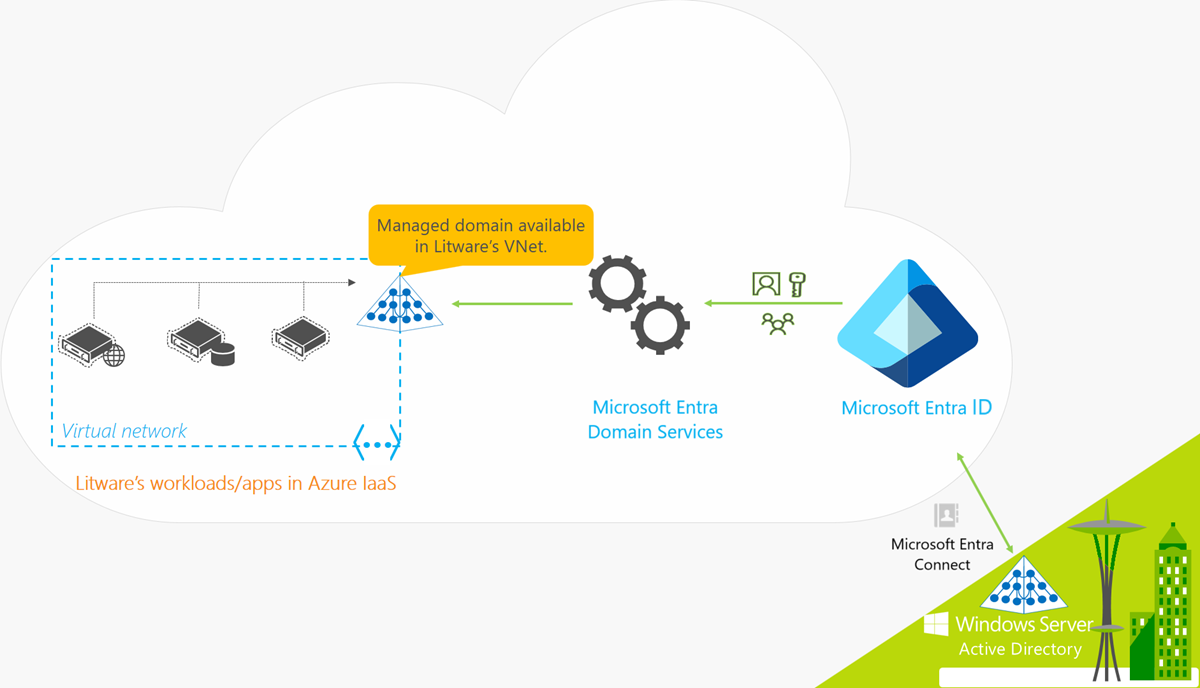 Managed domain available
in Litware's VNet.
Virtual network
Litware's workloads/apps in Azure IaaS
Microsoft Entra
Domain Services
Microsoft Entra ID
Microsoft Entra
Connect
Windows Server
Active Directory